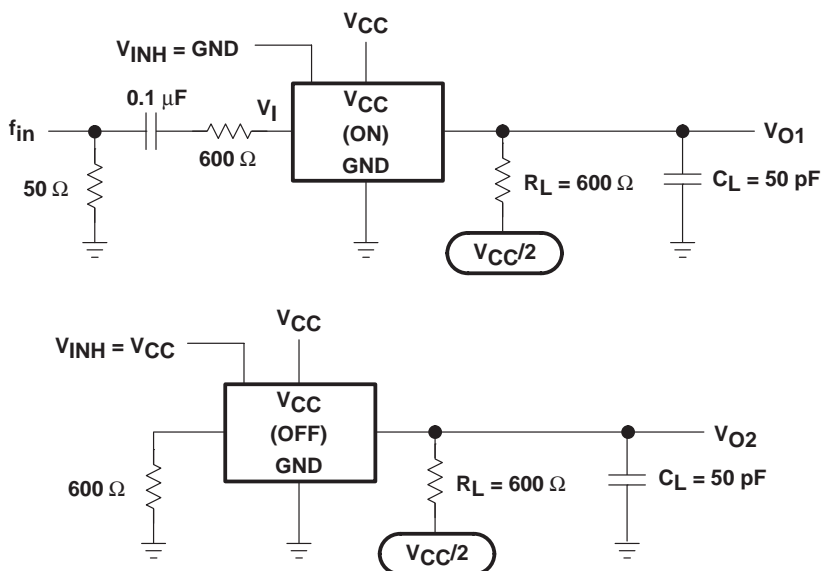 VCC
VINH = GND
0.1 μF
VI
fin
600 Ω
50 Ω
VCC
(ON)
GND
RL = 600 Ω
VCC/2
CL = 50 pF
VO1
VCC
VINH = VCC
VCC
(OFF)
GND
600 Ω
RL = 600 Ω
VCC/2
CL = 50 pF
VO2